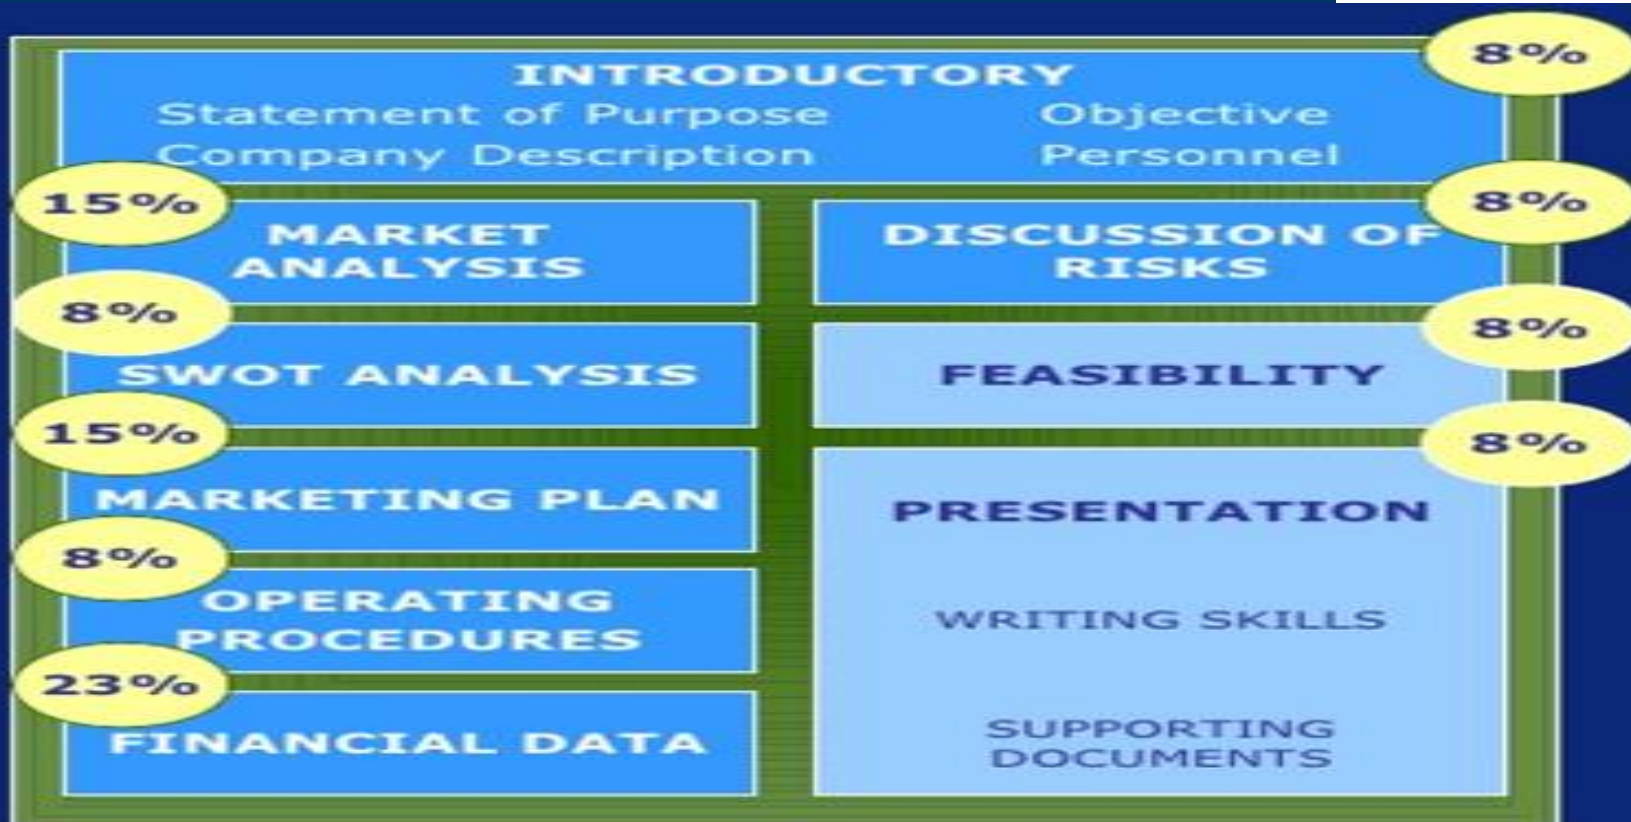 8%
INTRODUCTORY
Statement of Purpose Objective
Company Description Personnel
15%
MARKET
ANALYSIS
8%
DISCUSSION OF
RISKS
8%
SWOT ANALYSIS
8%
FEASIBILITY
15%
MARKETING PLAN
8%
PRESENTATION
WRITING SKILLS
SUPPORTING
DOCUMENTS
8%
OPERATING
PROCEDURES
23%
FINANCIAL DATA